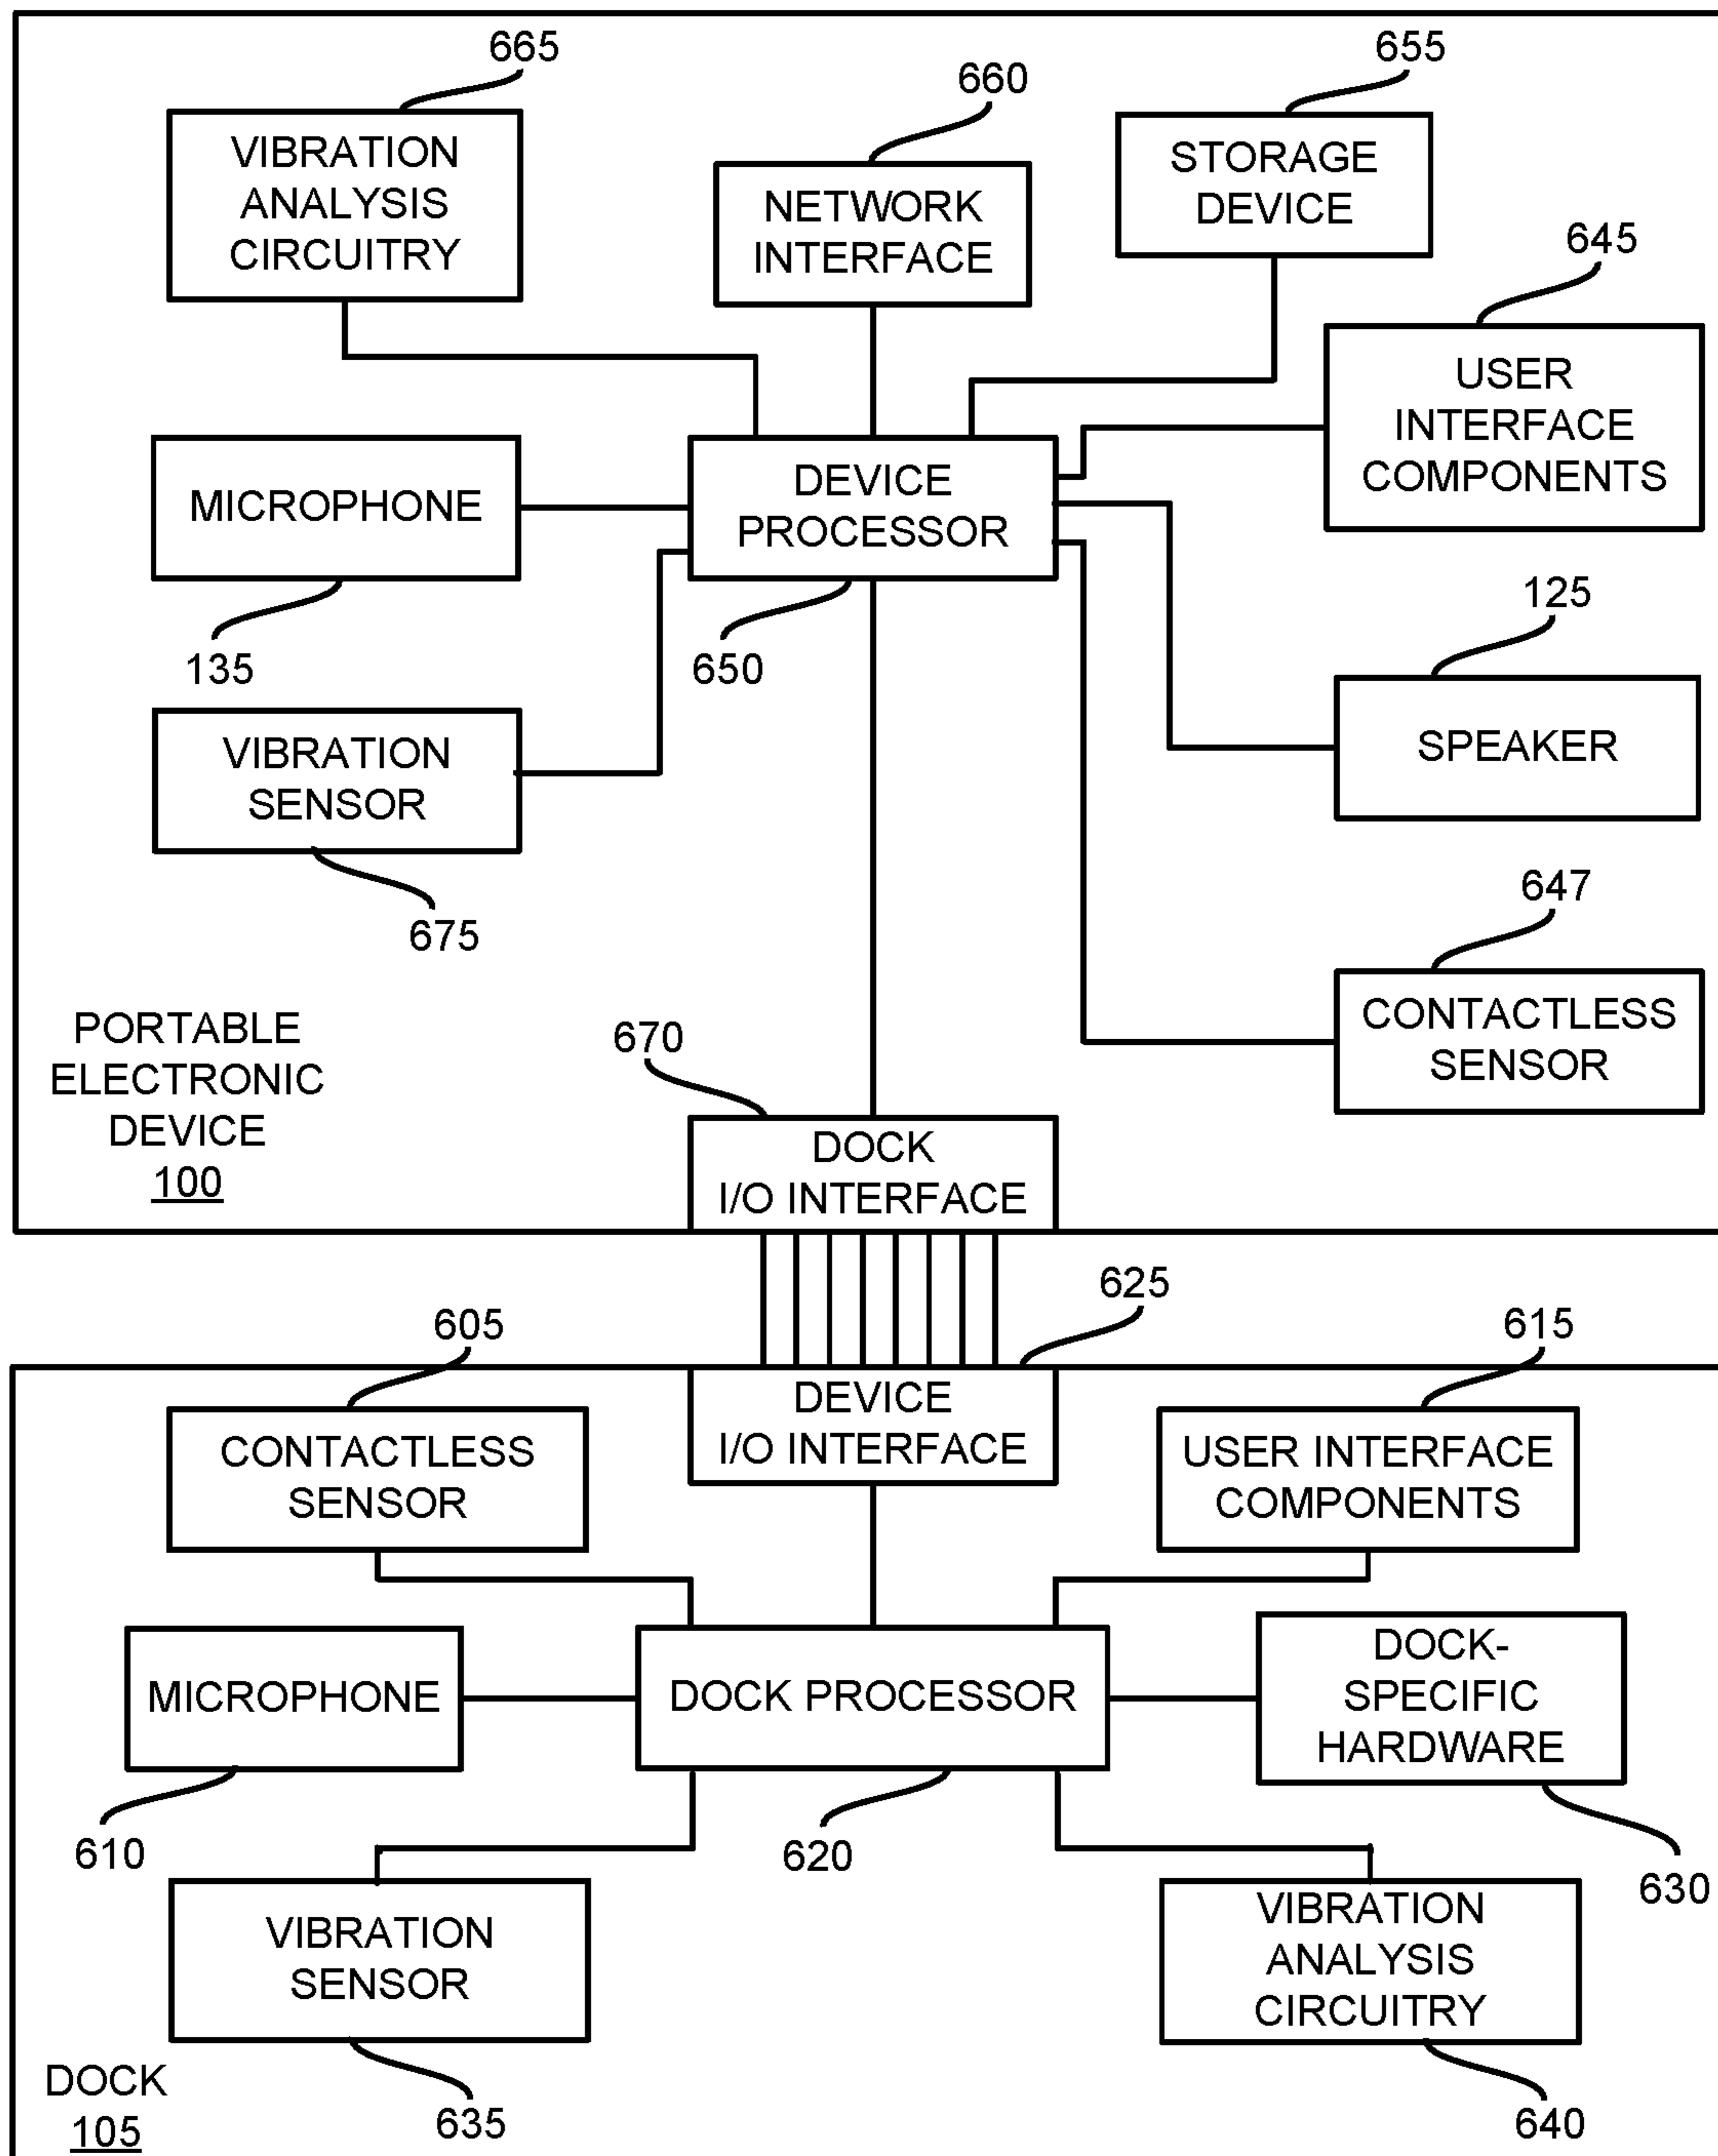 665
655
660
VIBRATION
ANALYSIS
CIRCUITRY
NETWORK
INTERFACE
STORAGE
DEVICE
645
USER
INTERFACE
COMPONENTS
MICROPHONE
DEVICE
PROCESSOR
135
650
125
VIBRATION
SENSOR
SPEAKER
675
647
CONTACTLESS
SENSOR
PORTABLE
ELECTRONIC
DEVICE
100
670
DOCK
I/O INTERFACE
625
605
615
DEVICE
I/O INTERFACE
CONTACTLESS
SENSOR
USER INTERFACE
COMPONENTS
MICROPHONE
DOCK PROCESSOR
DOCK-
SPECIFIC
HARDWARE
610
620
630
VIBRATION
SENSOR
VIBRATION
ANALYSIS
CIRCUITRY
DOCK
105
635
640